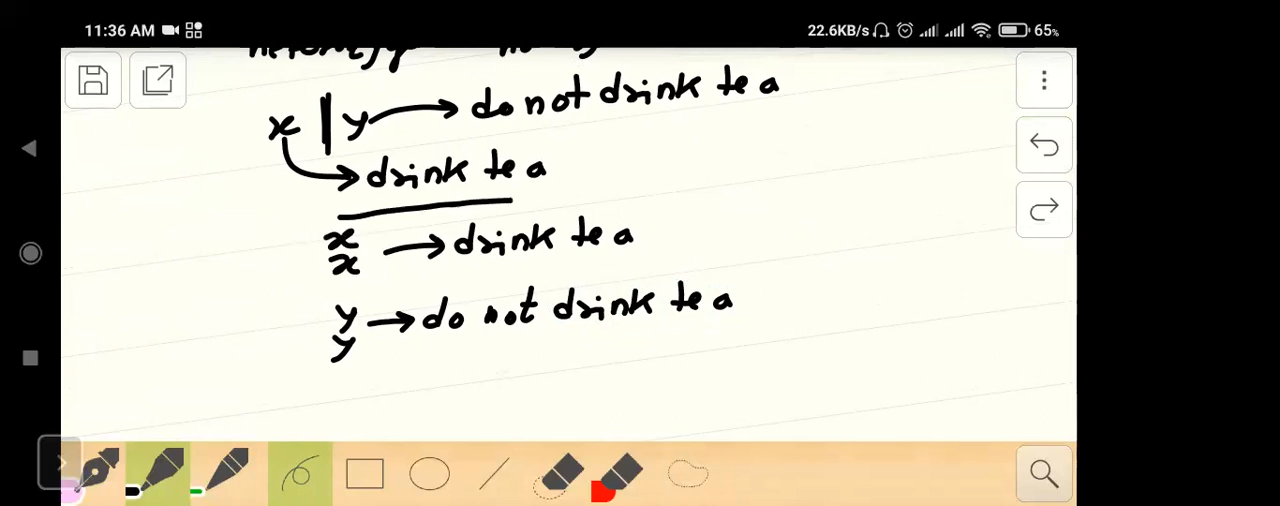 11:36 AM 22.6KB/s 65%
x | y → do not drink tea
→ drink tea
x → drink tea
x
y → do not drink tea
y